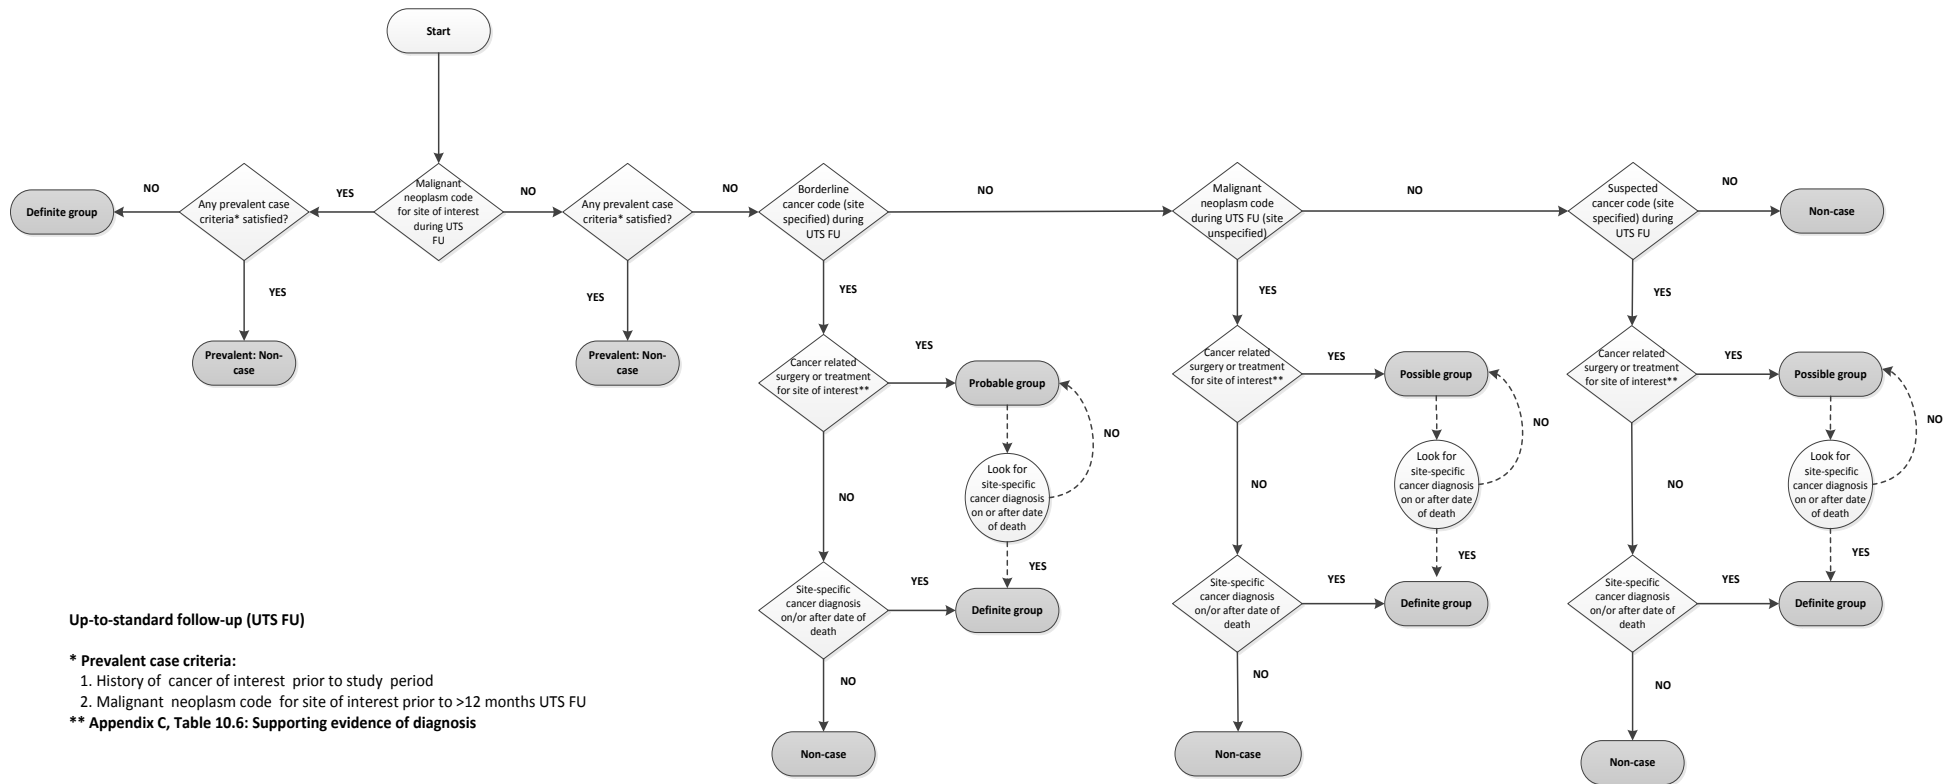 Start
Definite group
NO
Any prevalent case
criteria* satisfied?
YES
Malignant
neoplasm code
for site of interest
during UTS
FU
NO
Any prevalent case
criteria* satisfied?
NO
Borderline
cancer code (site
specified) during
UTS FU
NO
Malignant
neoplasm code
during UTS FU (site
unspecified)
NO
Suspected
cancer code (site
specified) during
UTS FU
NO
Non-case
YES
YES
YES
YES
YES
Prevalent: Non-
case
Prevalent: Non-
case
Cancer related
surgery or treatment
for site of interest**
YES
Probable group
NO
Look for
site-specific
cancer diagnosis
on or after date
of death
YES
NO
Site-specific
cancer diagnosis
on/or after date of
death
YES
Definite group
NO
Non-case
Cancer related
surgery or treatment
for site of interest**
YES
Possible group
NO
Look for
site-specific
cancer diagnosis
on or after date
of death
YES
NO
Site-specific
cancer diagnosis
on/or after date of
death
YES
Definite group
NO
Non-case
Cancer related
surgery or treatment
for site of interest**
YES
Possible group
NO
Look for
site-specific
cancer diagnosis
on or after date
of death
YES
NO
Site-specific
cancer diagnosis
on/or after date of
death
YES
Definite group
NO
Non-case
Up-to-standard follow-up (UTS FU)
* Prevalent case criteria:
1. History of cancer of interest prior to study period
2. Malignant neoplasm code for site of interest prior to >12 months UTS FU
** Appendix C, Table 10.6: Supporting evidence of diagnosis